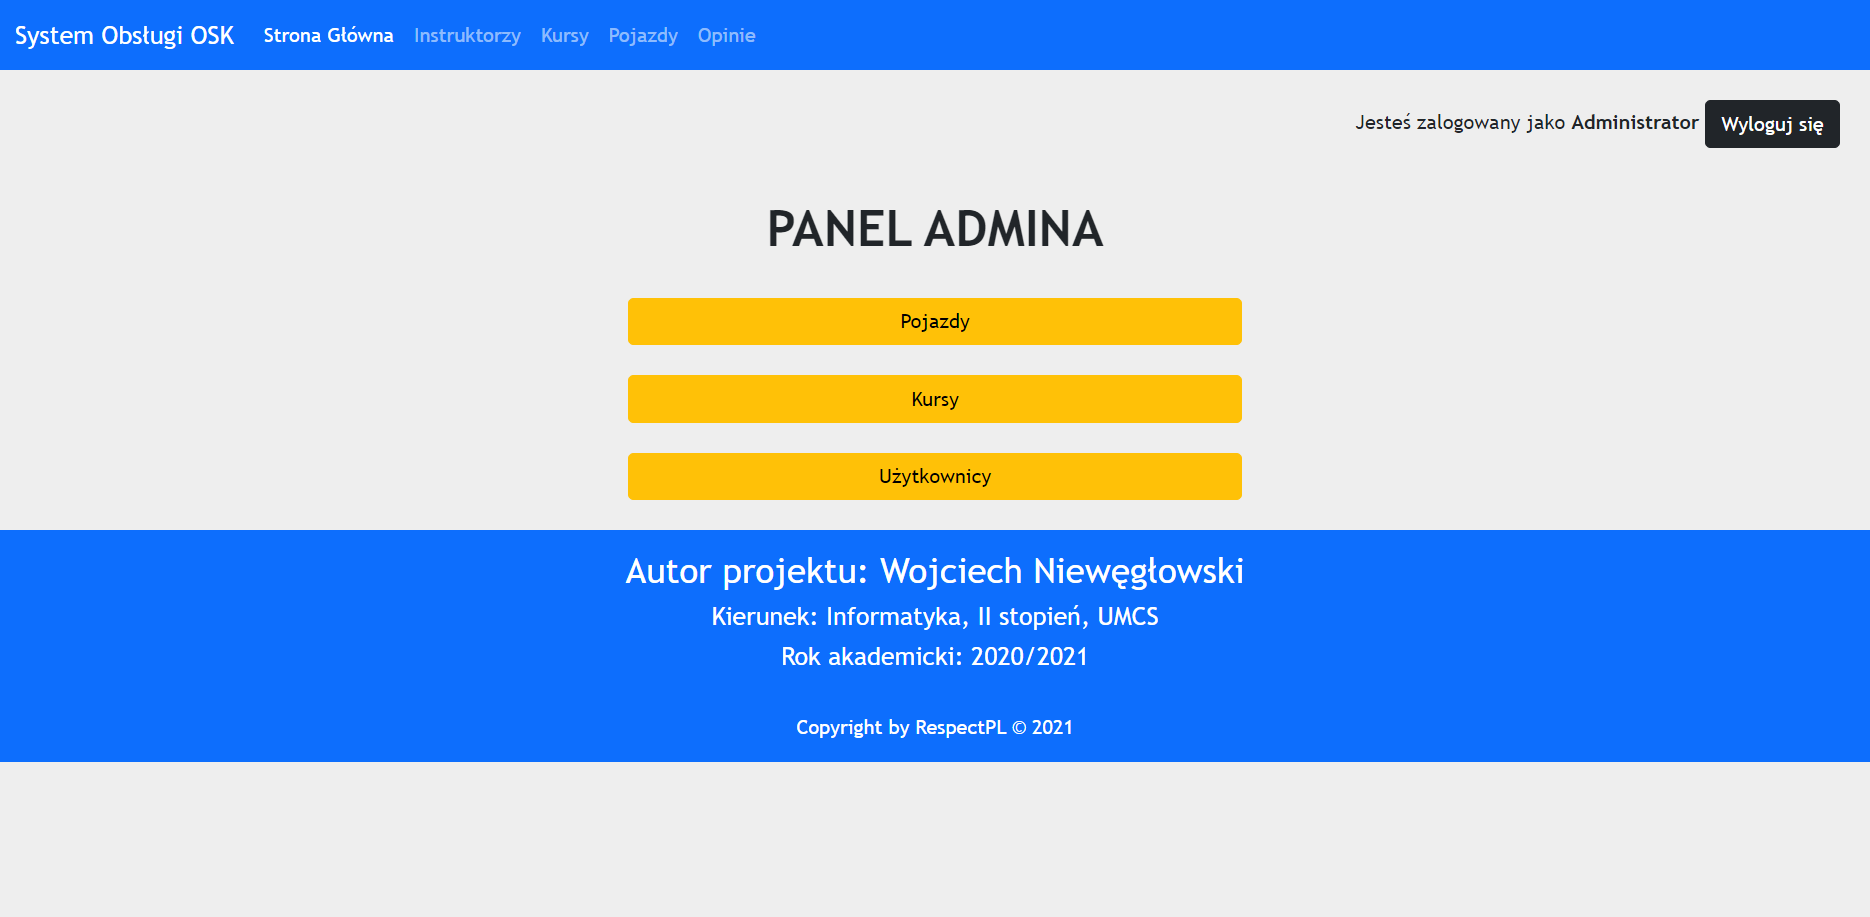 System Obsługi OSK Strona Główna Instruktorzy Kursy Pojazdy Opinie
Jesteś zalogowany jako Administrator Wyloguj się
PANEL ADMINA
Pojazdy
Kursy
Użytkownicy
Autor projektu: Wojciech Niewęgłowski
Kierunek: Informatyka, II stopień, UMCS
Rok akademicki: 2020/2021
Copyright by RespectPL © 2021